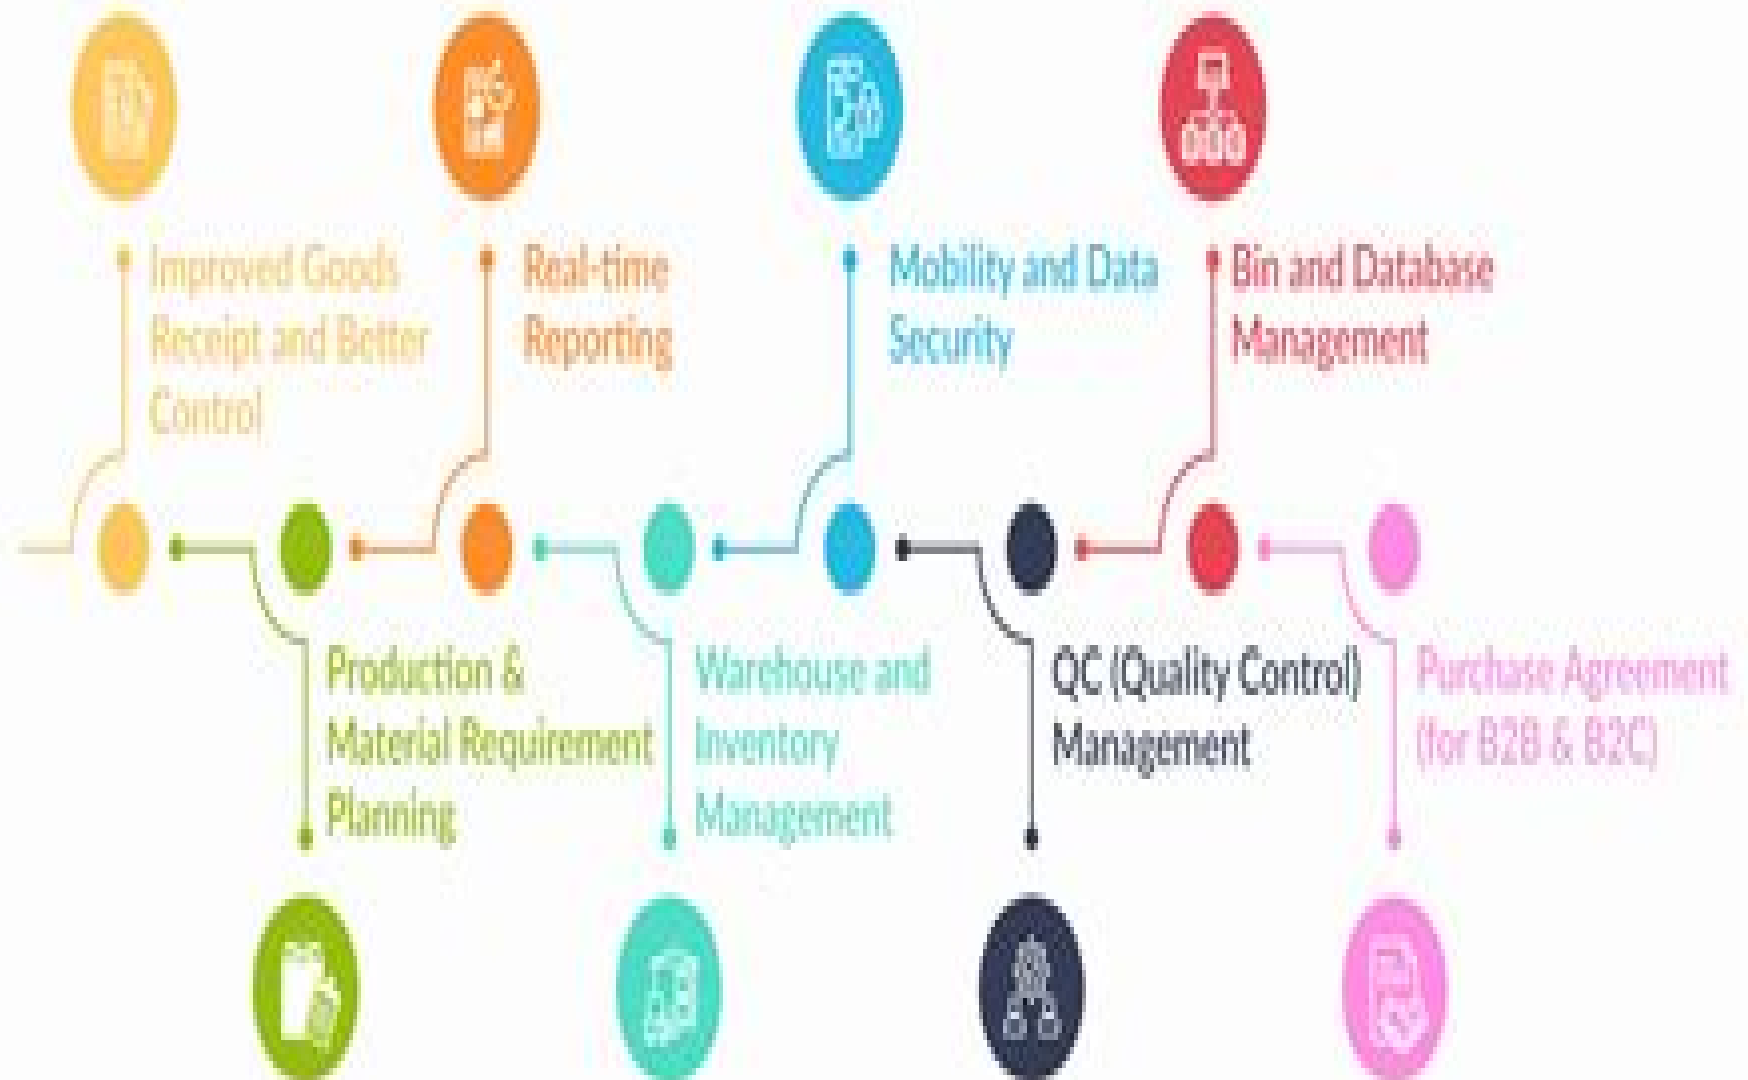 Improved Goods
Receipt and Better
Control
Real-time
Reporting
Mobility and Data
Security
Bin and Database
Management
Production &
Material Requirement
Planning
Warehouse and
Inventory
Management
QC (Quality Control)
Management
Purchase Agreement
(for B2B & B2C)